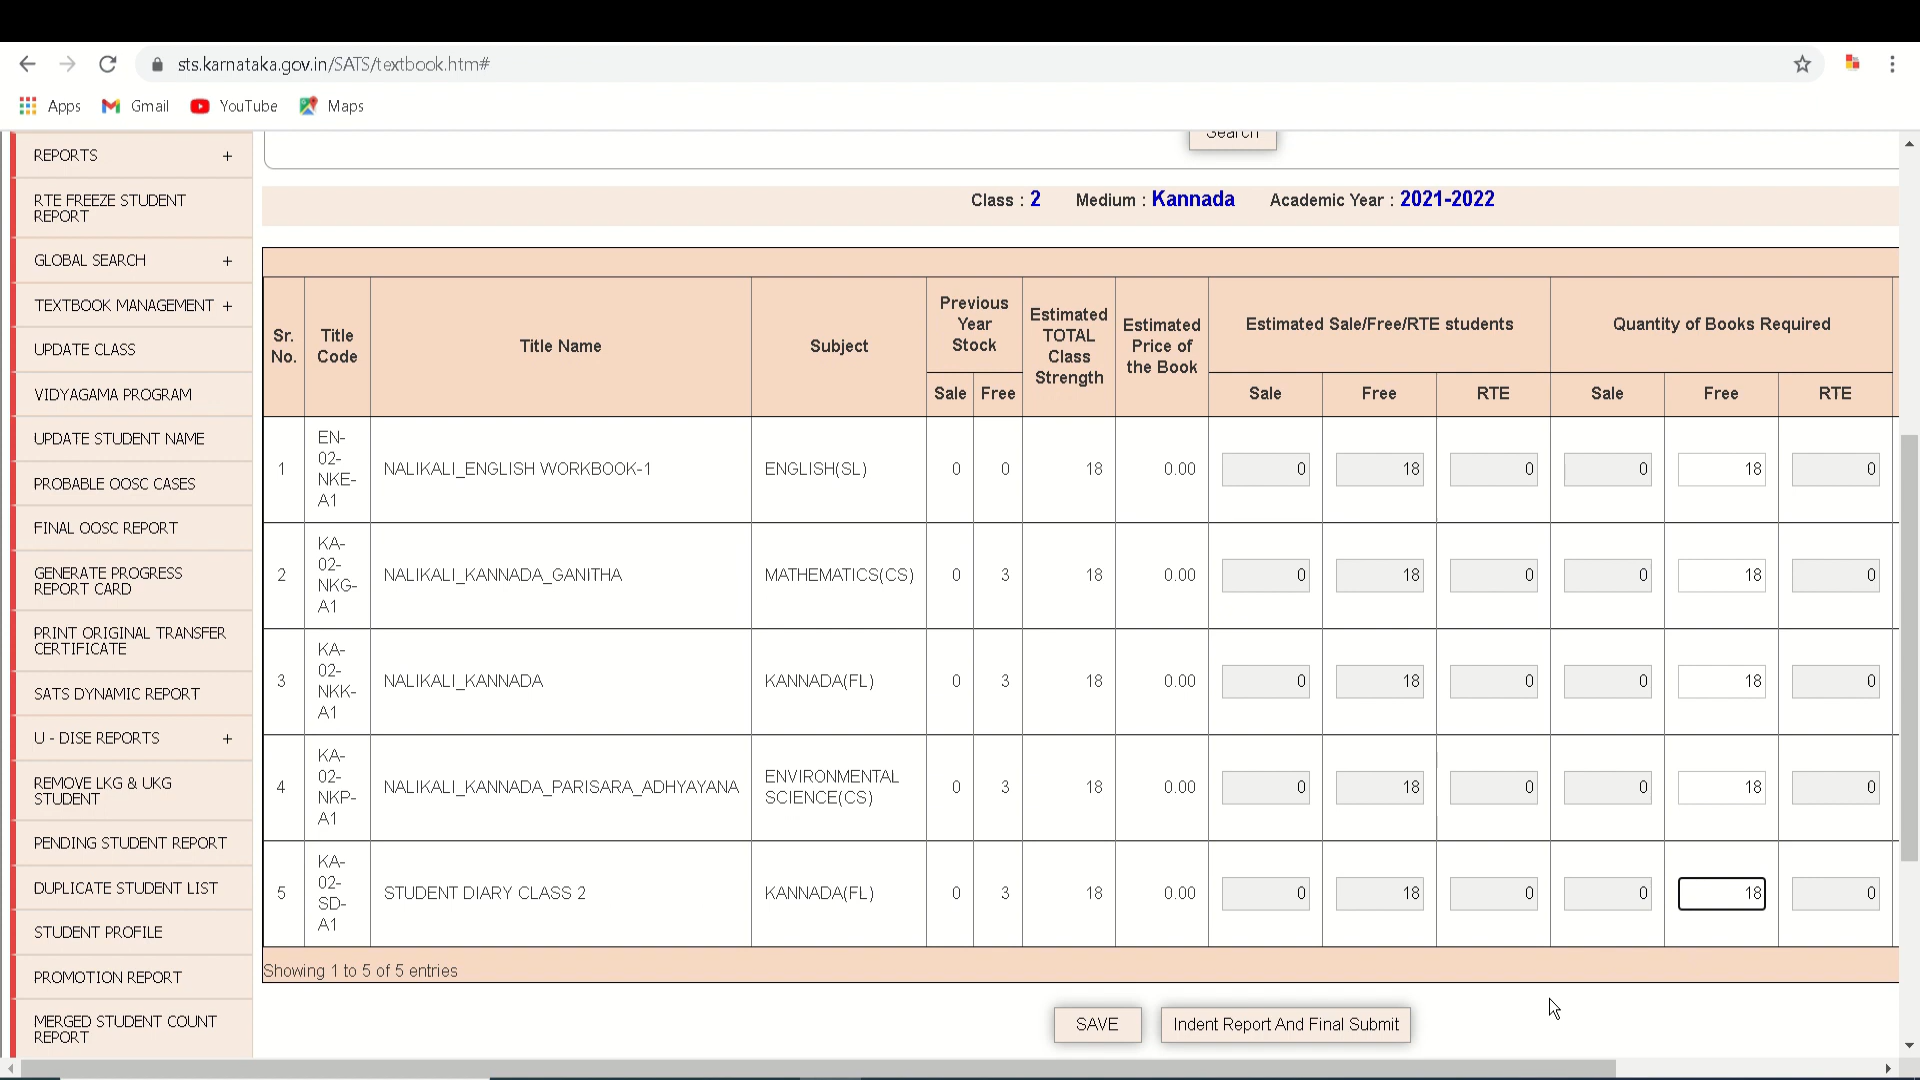 sts.karnataka.gov.in/SATS/textbook.htm#
Apps Gmail YouTube Maps
REPORTS +
RTE FREEZE STUDENT
REPORT
GLOBAL SEARCH +
TEXTBOOK MANAGEMENT +
UPDATE CLASS
VIDYAGAMA PROGRAM
UPDATE STUDENT NAME
PROBABLE OOSC CASES
FINAL OOSC REPORT
GENERATE PROGRESS
REPORT CARD
PRINT ORIGINAL TRANSFER
CERTIFICATE
SATS DYNAMIC REPORT
U - DISE REPORTS +
REMOVE LKG & UKG
STUDENT
PENDING STUDENT REPORT
DUPLICATE STUDENT LIST
STUDENT PROFILE
PROMOTION REPORT
MERGED STUDENT COUNT
REPORT
Search
Class : 2 Medium : Kannada Academic Year : 2021-2022
Sr.
No.
Title
Code
Title Name
Subject
Previous
Year
Stock
Sale Free
Estimated
TOTAL
Class
Strength
Estimated
Price of
the Book
Estimated Sale/Free/RTE students
Sale Free RTE
Quantity of Books Required
Sale Free RTE
1
EN-
02-
NKE-
A1
NALIKALI_ENGLISH WORKBOOK-1 ENGLISH(SL) 0 0 18 0.00 0 18 0 0 18 0
2
KA-
02-
NKG-
A1
NALIKALI_KANNADA_GANITHA MATHEMATICS(CS) 0 3 18 0.00 0 18 0 0 18 0
3
KA-
02-
NKK-
A1
NALIKALI_KANNADA KANNADA(FL) 0 3 18 0.00 0 18 0 0 18 0
4
KA-
02-
NKP-
A1
NALIKALI_KANNADA_PARISARA_ADHYAYANA
ENVIRONMENTAL
SCIENCE(CS)
0 3 18 0.00 0 18 0 0 18 0
5
KA-
02-
SD-
A1
STUDENT DIARY CLASS 2 KANNADA(FL) 0 3 18 0.00 0 18 0 0 18 0
Showing 1 to 5 of 5 entries
SAVE Indent Report And Final Submit